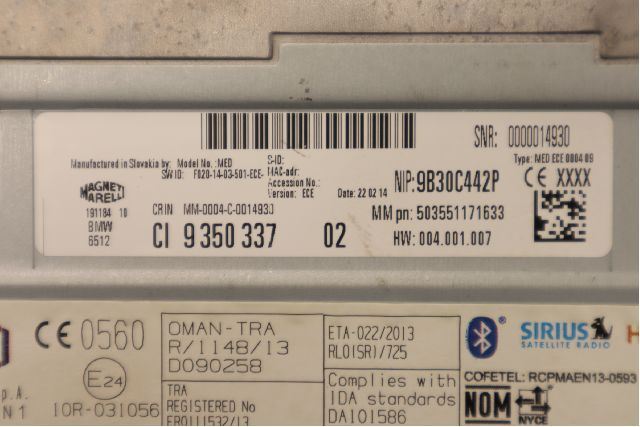 SNR: 0000014930
Manufactured in Slovakia by: Model No.: MED
SW ID: F020-14-03-501-ECE-
S-ID:
MAC-adr:
Accession No.:
Version: ECE
Date: 22 02 14
Type: MED ECE 0004 09
NIP:9B30C442P
CE XXXX
MAGNETI
MARELLI
191184 10
BMW
6512
CRIN MM-0004-C-0014930
MM pn: 503551171633
CI 9 350 337 02
HW: 004.001.007
CE 0560
E24
10R-031056
p.A.
N 1
OMAN-TRA
R/1148/13
D090258
TRA
REGISTERED No
ER0111532/13
ETA-022/2013
RLO(SR)/725
Complies with
IDA standards
DA101586
SIRIUS
SATELLITE RADIO
H
COFETEL: RCPMAEN13-0593
NOM
NYCE